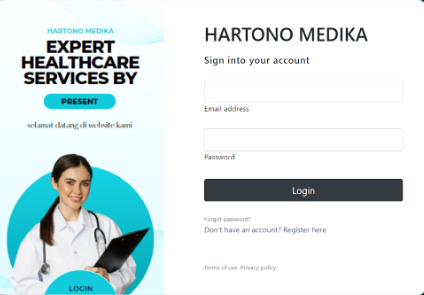 HARTONO MEDIKA
EXPERT
HEALTHCARE
SERVICES BY
PRESENT
selamat datang di website kami
LOGIN
HARTONO MEDIKA
Sign into your account
Email address
Password
Login
Forgot password?
Don't have an account? Register here
Terms of use. Privacy policy